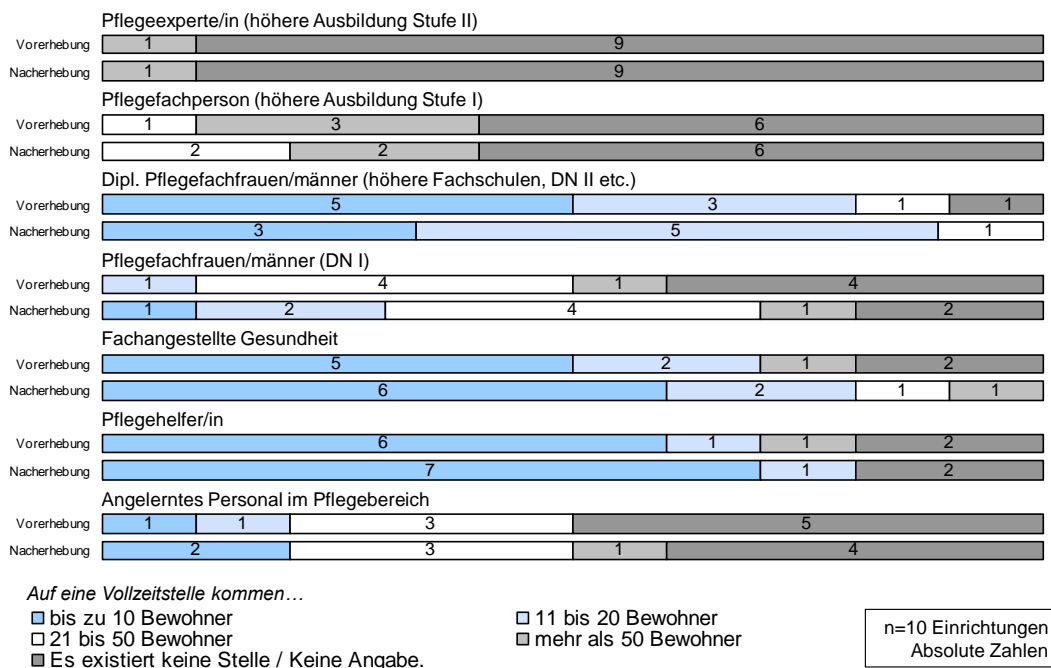 Pflegeexperte/in (höhere Ausbildung Stufe II)
Vorerhebung 1 9
Nacherhebung 1 9
Pflegefachperson (höhere Ausbildung Stufe I)
Vorerhebung 1 3 6
Nacherhebung 2 2 6
Dipl. Pflegefachfrauen/männer (höhere Fachschulen, DN II etc.)
Vorerhebung 5 3 1 1
Nacherhebung 3 5 1
Pflegefachfrauen/männer (DN I)
Vorerhebung 1 4 1 4
Nacherhebung 1 2 4 1 2
Fachangestellte Gesundheit
Vorerhebung 5 2 1 2
Nacherhebung 6 2 1 1
Pflegehelfer/in
Vorerhebung 6 1 1 2
Nacherhebung 7 1 2
Angelerntes Personal im Pflegebereich
Vorerhebung 1 1 3 5
Nacherhebung 2 3 1 4
Auf eine Vollzeitstelle kommen…
bis zu 10 Bewohner
11 bis 20 Bewohner
21 bis 50 Bewohner
mehr als 50 Bewohner
Es existiert keine Stelle / Keine Angabe.
n=10 Einrichtungen
Absolute Zahlen